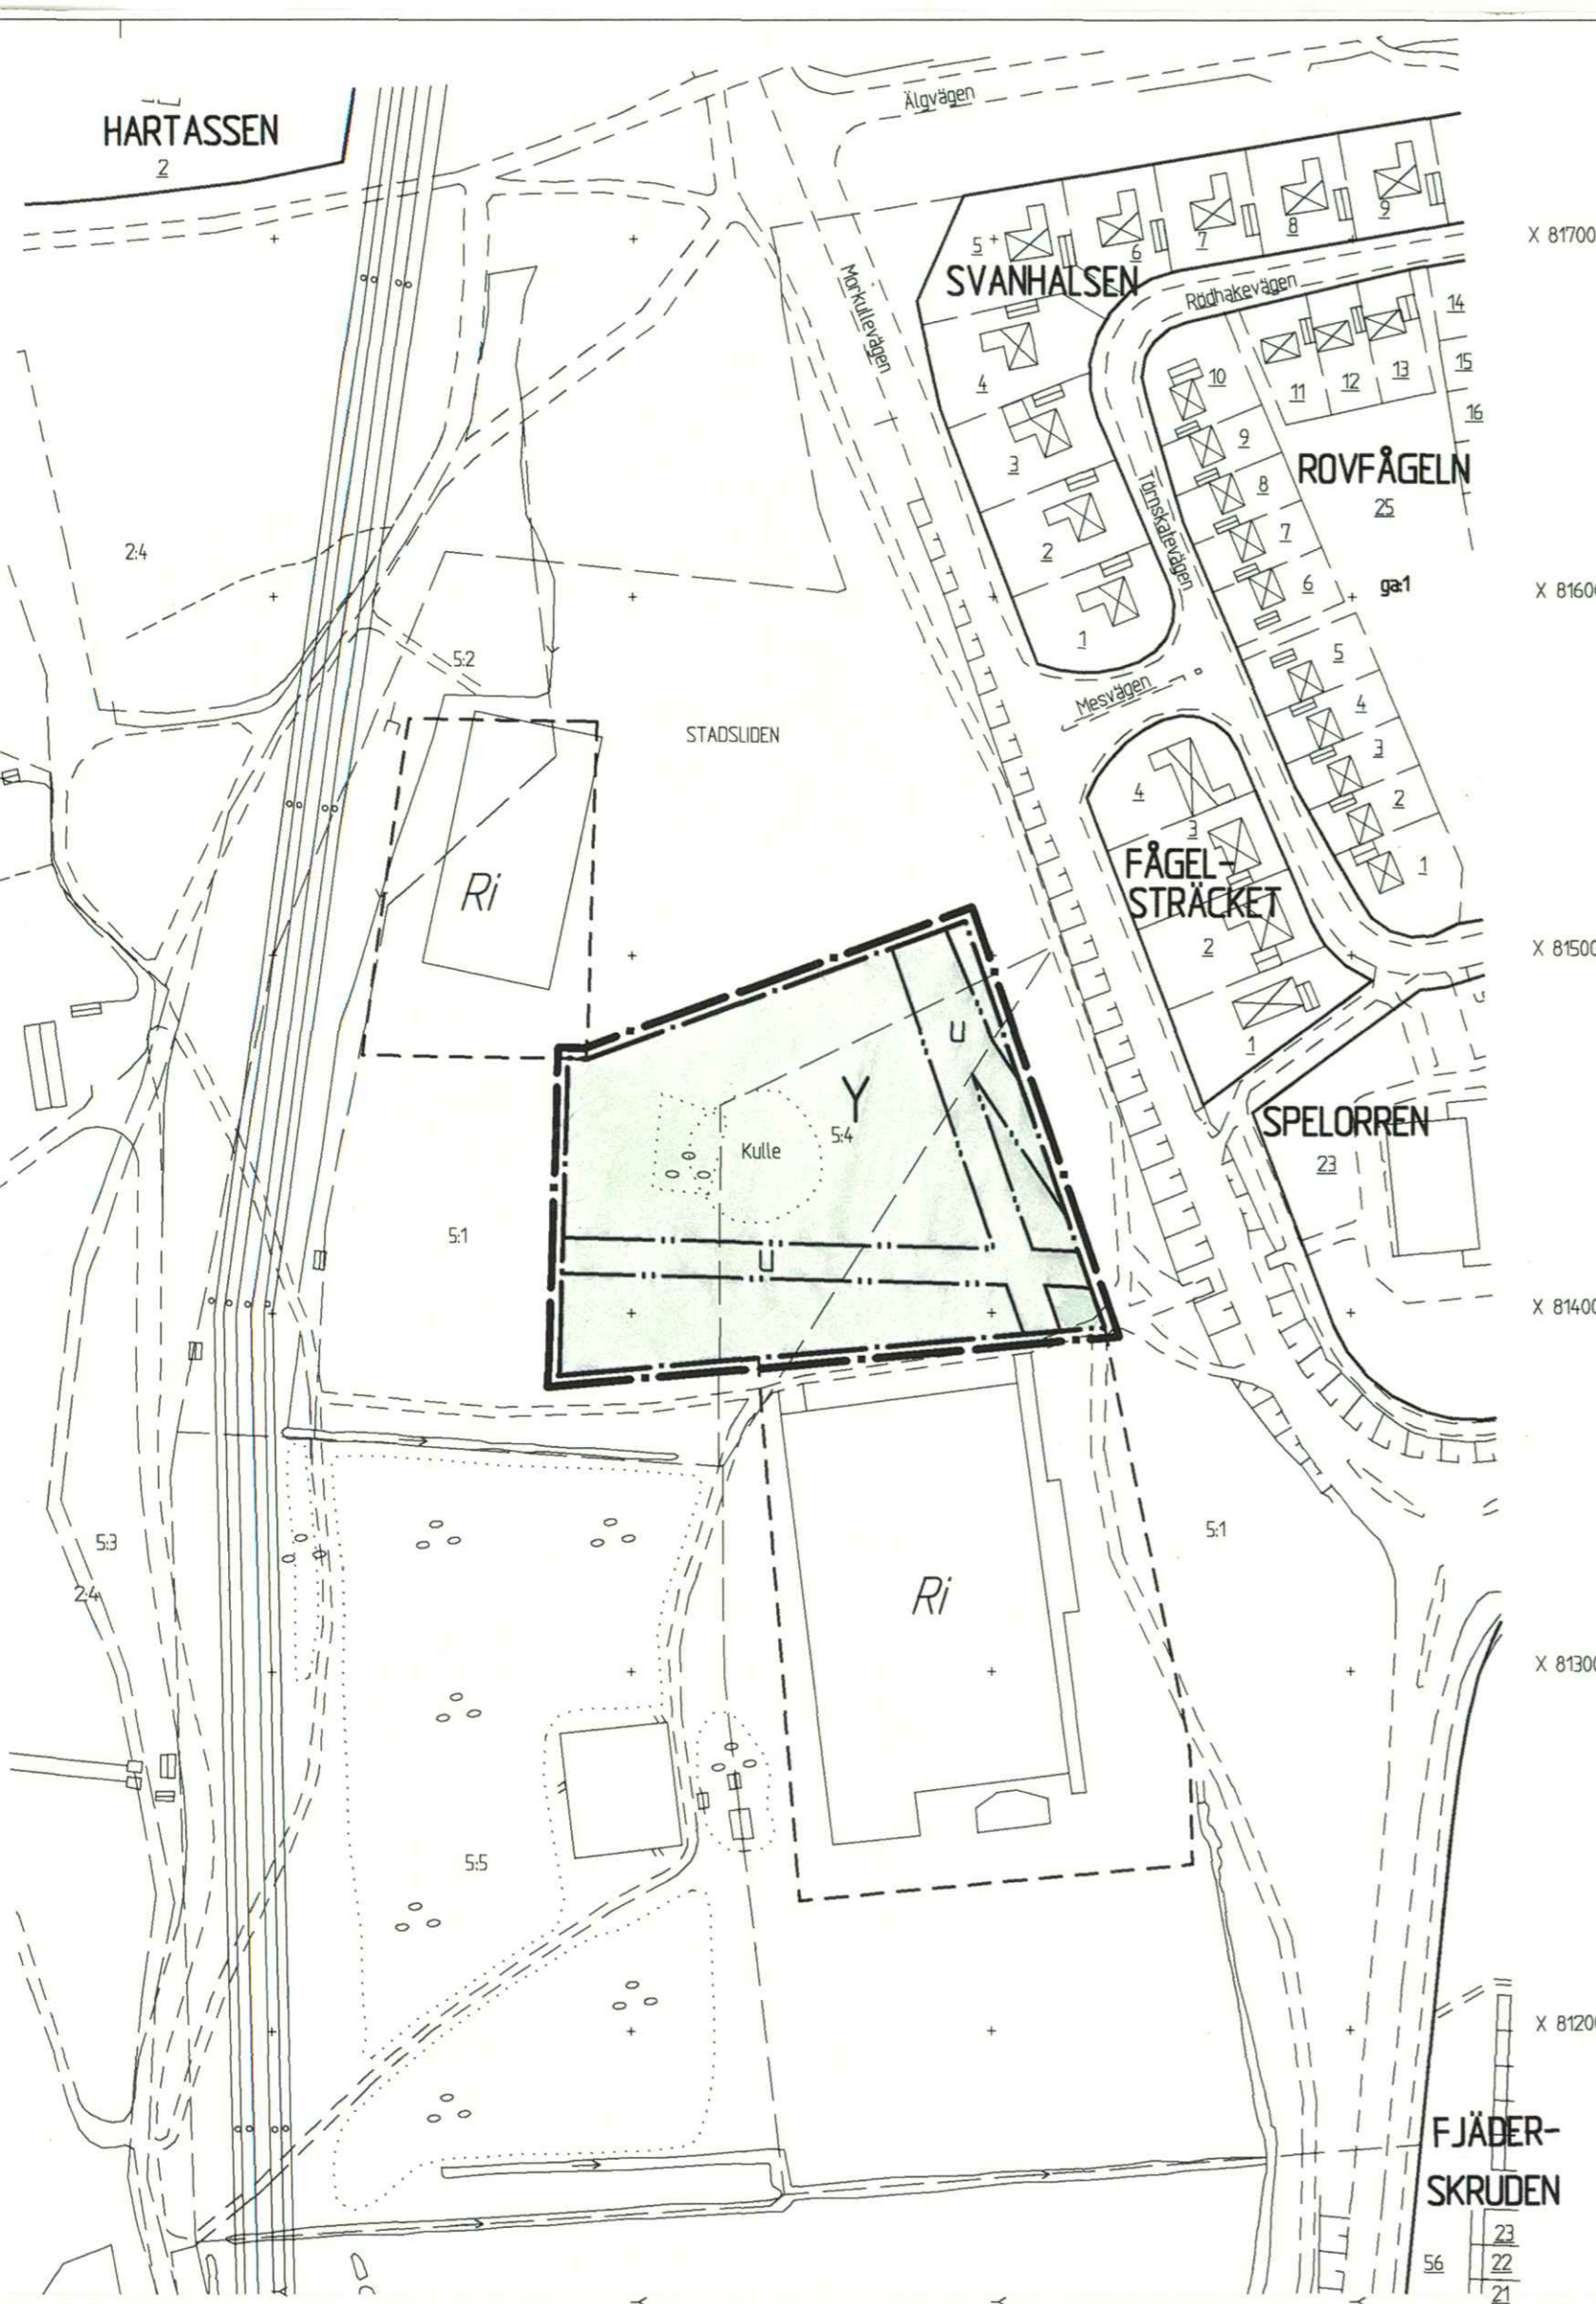 Älgvägen
HARTASSEN
2
9
8
7
6
5
X 81700
SVANHALSEN
Rödhakevägen
Morkullevägen
14
15
16
13
12
11
10
4
3
9
ROVFÅGELN
25
8
Törnskatevägen
7
2
2:4
6
ga:1
X 8160
1
5
5:2
Mesvägen
4
STADSLIDEN
3
4
2
3
1
FÅGEL-
STRÄCKET
Ri
2
X 8150
u
1
Y
5:4
SPELORREN
Kulle
23
5:1
u
X 8140
5:3
5:1
2:4
Ri
X 8130
5:5
X 8120
FJÄDER-
SKRUDEN
23
56
22
21